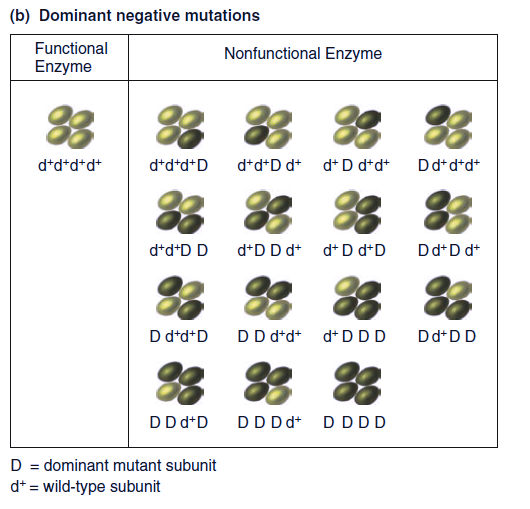 (b) Dominant negative mutations
Functional Enzyme
Nonfunctional Enzyme
d⁺d⁺d⁺d⁺
d⁺d⁺d⁺D
d⁺d⁺D d⁺
d⁺ D d⁺d⁺
D d⁺d⁺d⁺
d⁺d⁺D D
d⁺D D d⁺
d⁺ D d⁺D
D d⁺D d⁺
D d⁺d⁺D
D D d⁺d⁺
d⁺ D D D
D d⁺D D
D D d⁺D
D D D d⁺
D D D D
D = dominant mutant subunit
d⁺ = wild-type subunit